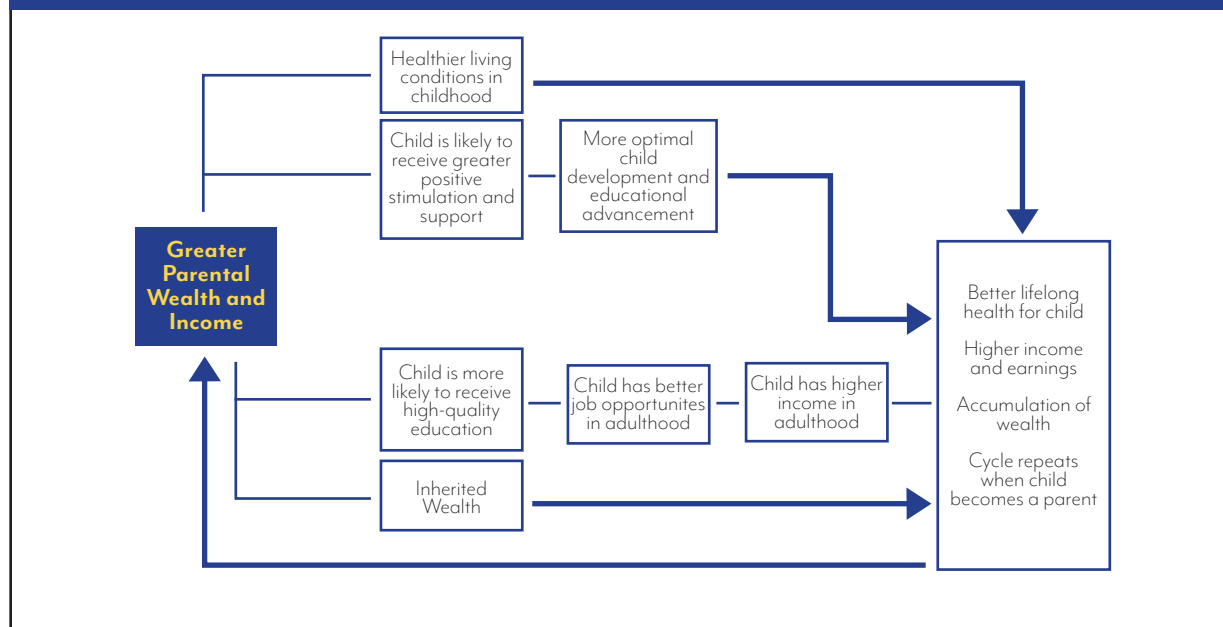 Healthier living
conditions in
childhood
Child is likely to
receive greater
positive
stimulation and
support
More optimal
child
development and
educational
advancement
Greater
Parental
Wealth and
Income
Child is more
likely to receive
high-quality
education
Child has better
job opportunites
in adulthood
Child has higher
income in
adulthood
Inherited
Wealth
Better lifelong
health for child
Higher income
and earnings
Accumulation of
wealth
Cycle repeats
when child
becomes a parent